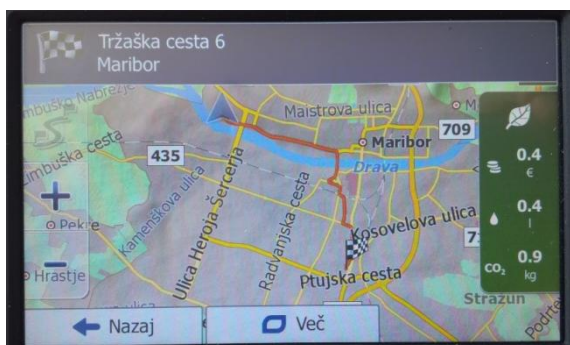 Tržaška cesta 6
Maribor
Maistrova ulica
Maribor
709
0.4
€
435
Drava
Kamenškova ulica
Ulica Heroja Šercerja
Radvanjska cesta
Kosovelova ulica
Pekre
Hrastje
Ptujska cesta
0.4
l
CO₂
0.9
kg
Stražun
Nazaj
Več